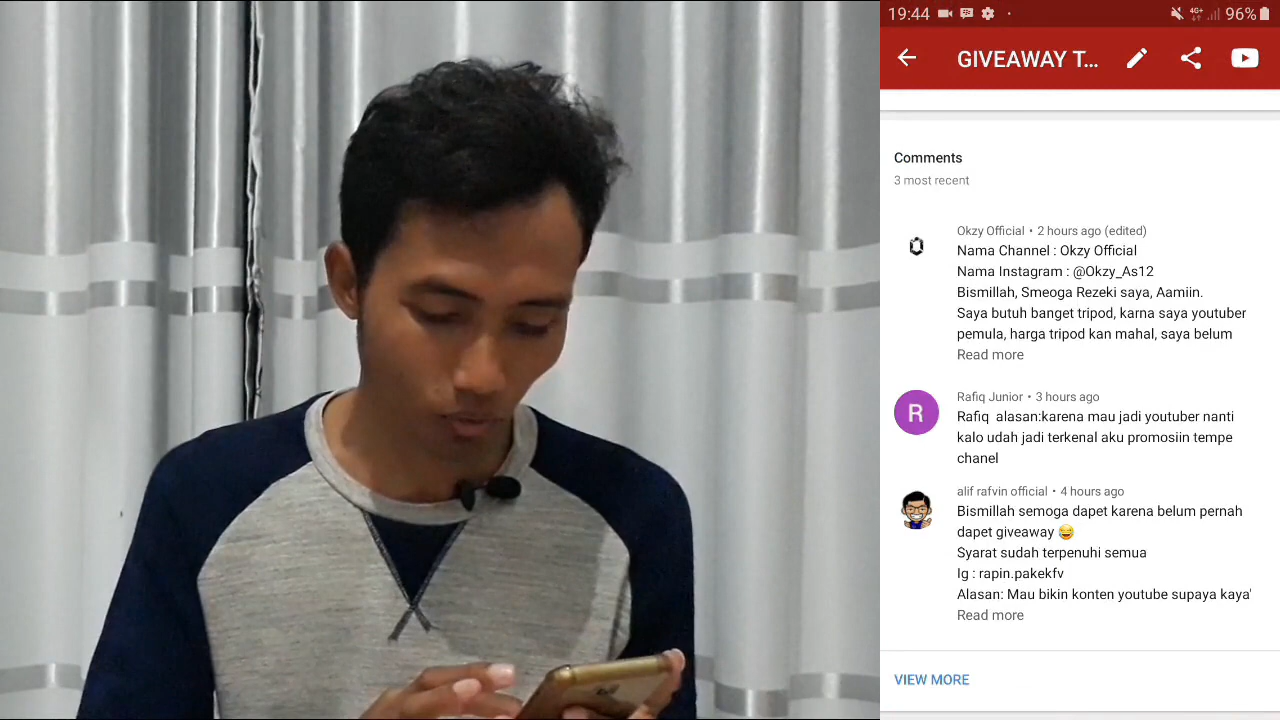 19:44
4G+
96%
GIVEAWAY T...
Comments
3 most recent
Okzy Official • 2 hours ago (edited)
Nama Channel : Okzy Official
Nama Instagram : @Okzy_As12
Bismillah, Smeoga Rezeki saya, Aamiin.
Saya butuh banget tripod, karna saya youtuber
pemula, harga tripod kan mahal, saya belum
Read more
R
Rafiq Junior • 3 hours ago
Rafiq alasan:karena mau jadi youtuber nanti
kalo udah jadi terkenal aku promosiin tempe
chanel
alif rafvin official • 4 hours ago
Bismillah semoga dapet karena belum pernah
dapet giveaway 😅
Syarat sudah terpenuhi semua
Ig : rapin.pakekfv
Alasan: Mau bikin konten youtube supaya kaya'
Read more
VIEW MORE